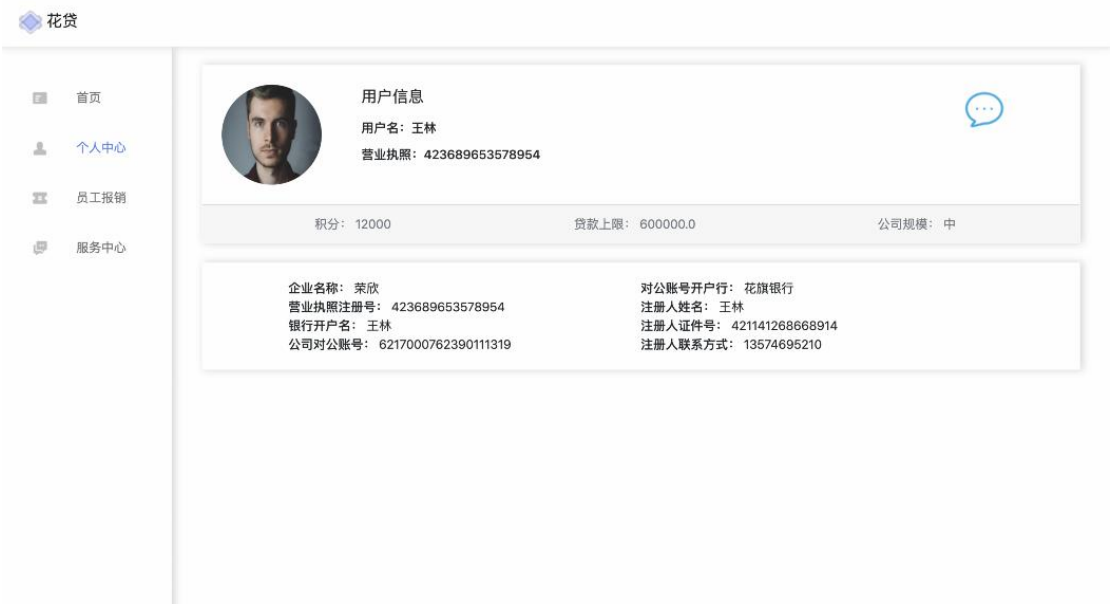 花贷
首页
个人中心
员工报销
服务中心
用户信息
用户名：王林
营业执照：423689653578954
积分：12000
贷款上限：600000.0
公司规模：中
企业名称：荣欣
营业执照注册号：423689653578954
银行开户名：王林
公司对公账号：6217000762390111319
对公账号开户行：花旗银行
注册人姓名：王林
注册人证件号：421141268668914
注册人联系方式：13574695210